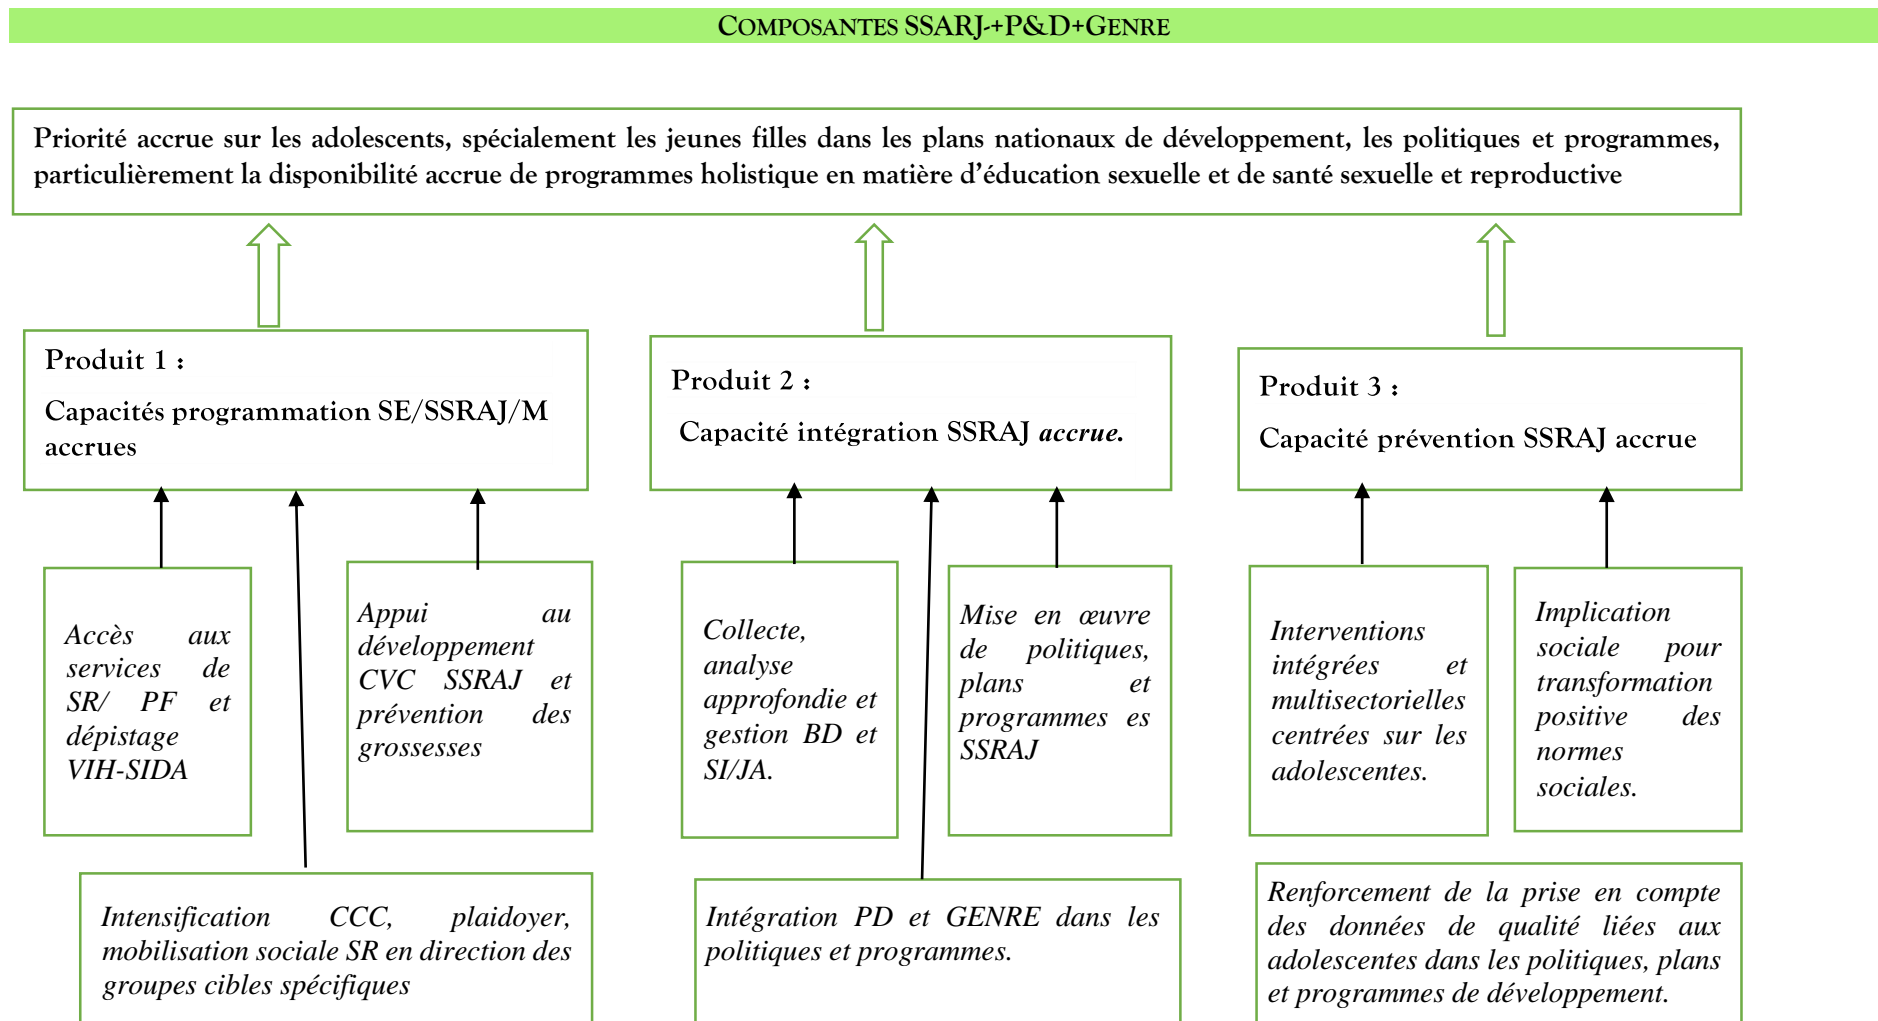 COMPOSANTES SSARJ-+P&D+GENRE
Priorité accrue sur les adolescents, spécialement les jeunes filles dans les plans nationaux de développement, les politiques et programmes,
particulièrement la disponibilité accrue de programmes holistique en matière d’éducation sexuelle et de santé sexuelle et reproductive
Produit 1 :
Capacités programmation SE/SSRAJ/M
accrues
Produit 2 :
Capacité intégration SSRAJ accrue.
Produit 3 :
Capacité prévention SSRAJ accrue
Accès aux
services de
SR/ PF et
dépistage
VIH-SIDA
Appui au
développement
CVC SSRAJ et
prévention des
grossesses
Collecte,
analyse
approfondie et
gestion BD et
SI/JA.
Mise en œuvre
de politiques,
plans et
programmes es
SSRAJ
Interventions
intégrées et
multisectorielles
centrées sur les
adolescentes.
Implication
sociale pour
transformation
positive des
normes
sociales.
Intensification CCC, plaidoyer,
mobilisation sociale SR en direction des
groupes cibles spécifiques
Intégration PD et GENRE dans les
politiques et programmes.
Renforcement de la prise en compte
des données de qualité liées aux
adolescentes dans les politiques, plans
et programmes de développement.